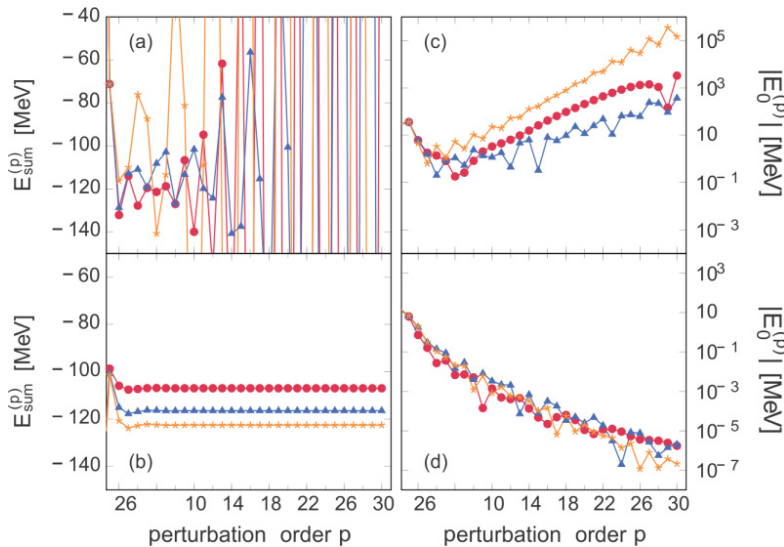 −40
−60
−80
−100
−120
−140
E_sum^(p) [MeV]
(a)
(c)
10^5
10^3
10
10^−1
10^−3
|E_0^(p)| [MeV]
−60
−80
−100
−120
−140
E_sum^(p) [MeV]
(b)
(d)
10^3
10
10^−1
10^−3
10^−5
10^−7
|E_0^(p)| [MeV]
26 10 14 18 22 26 30
26 10 14 18 22 26 30
perturbation order p
perturbation order p